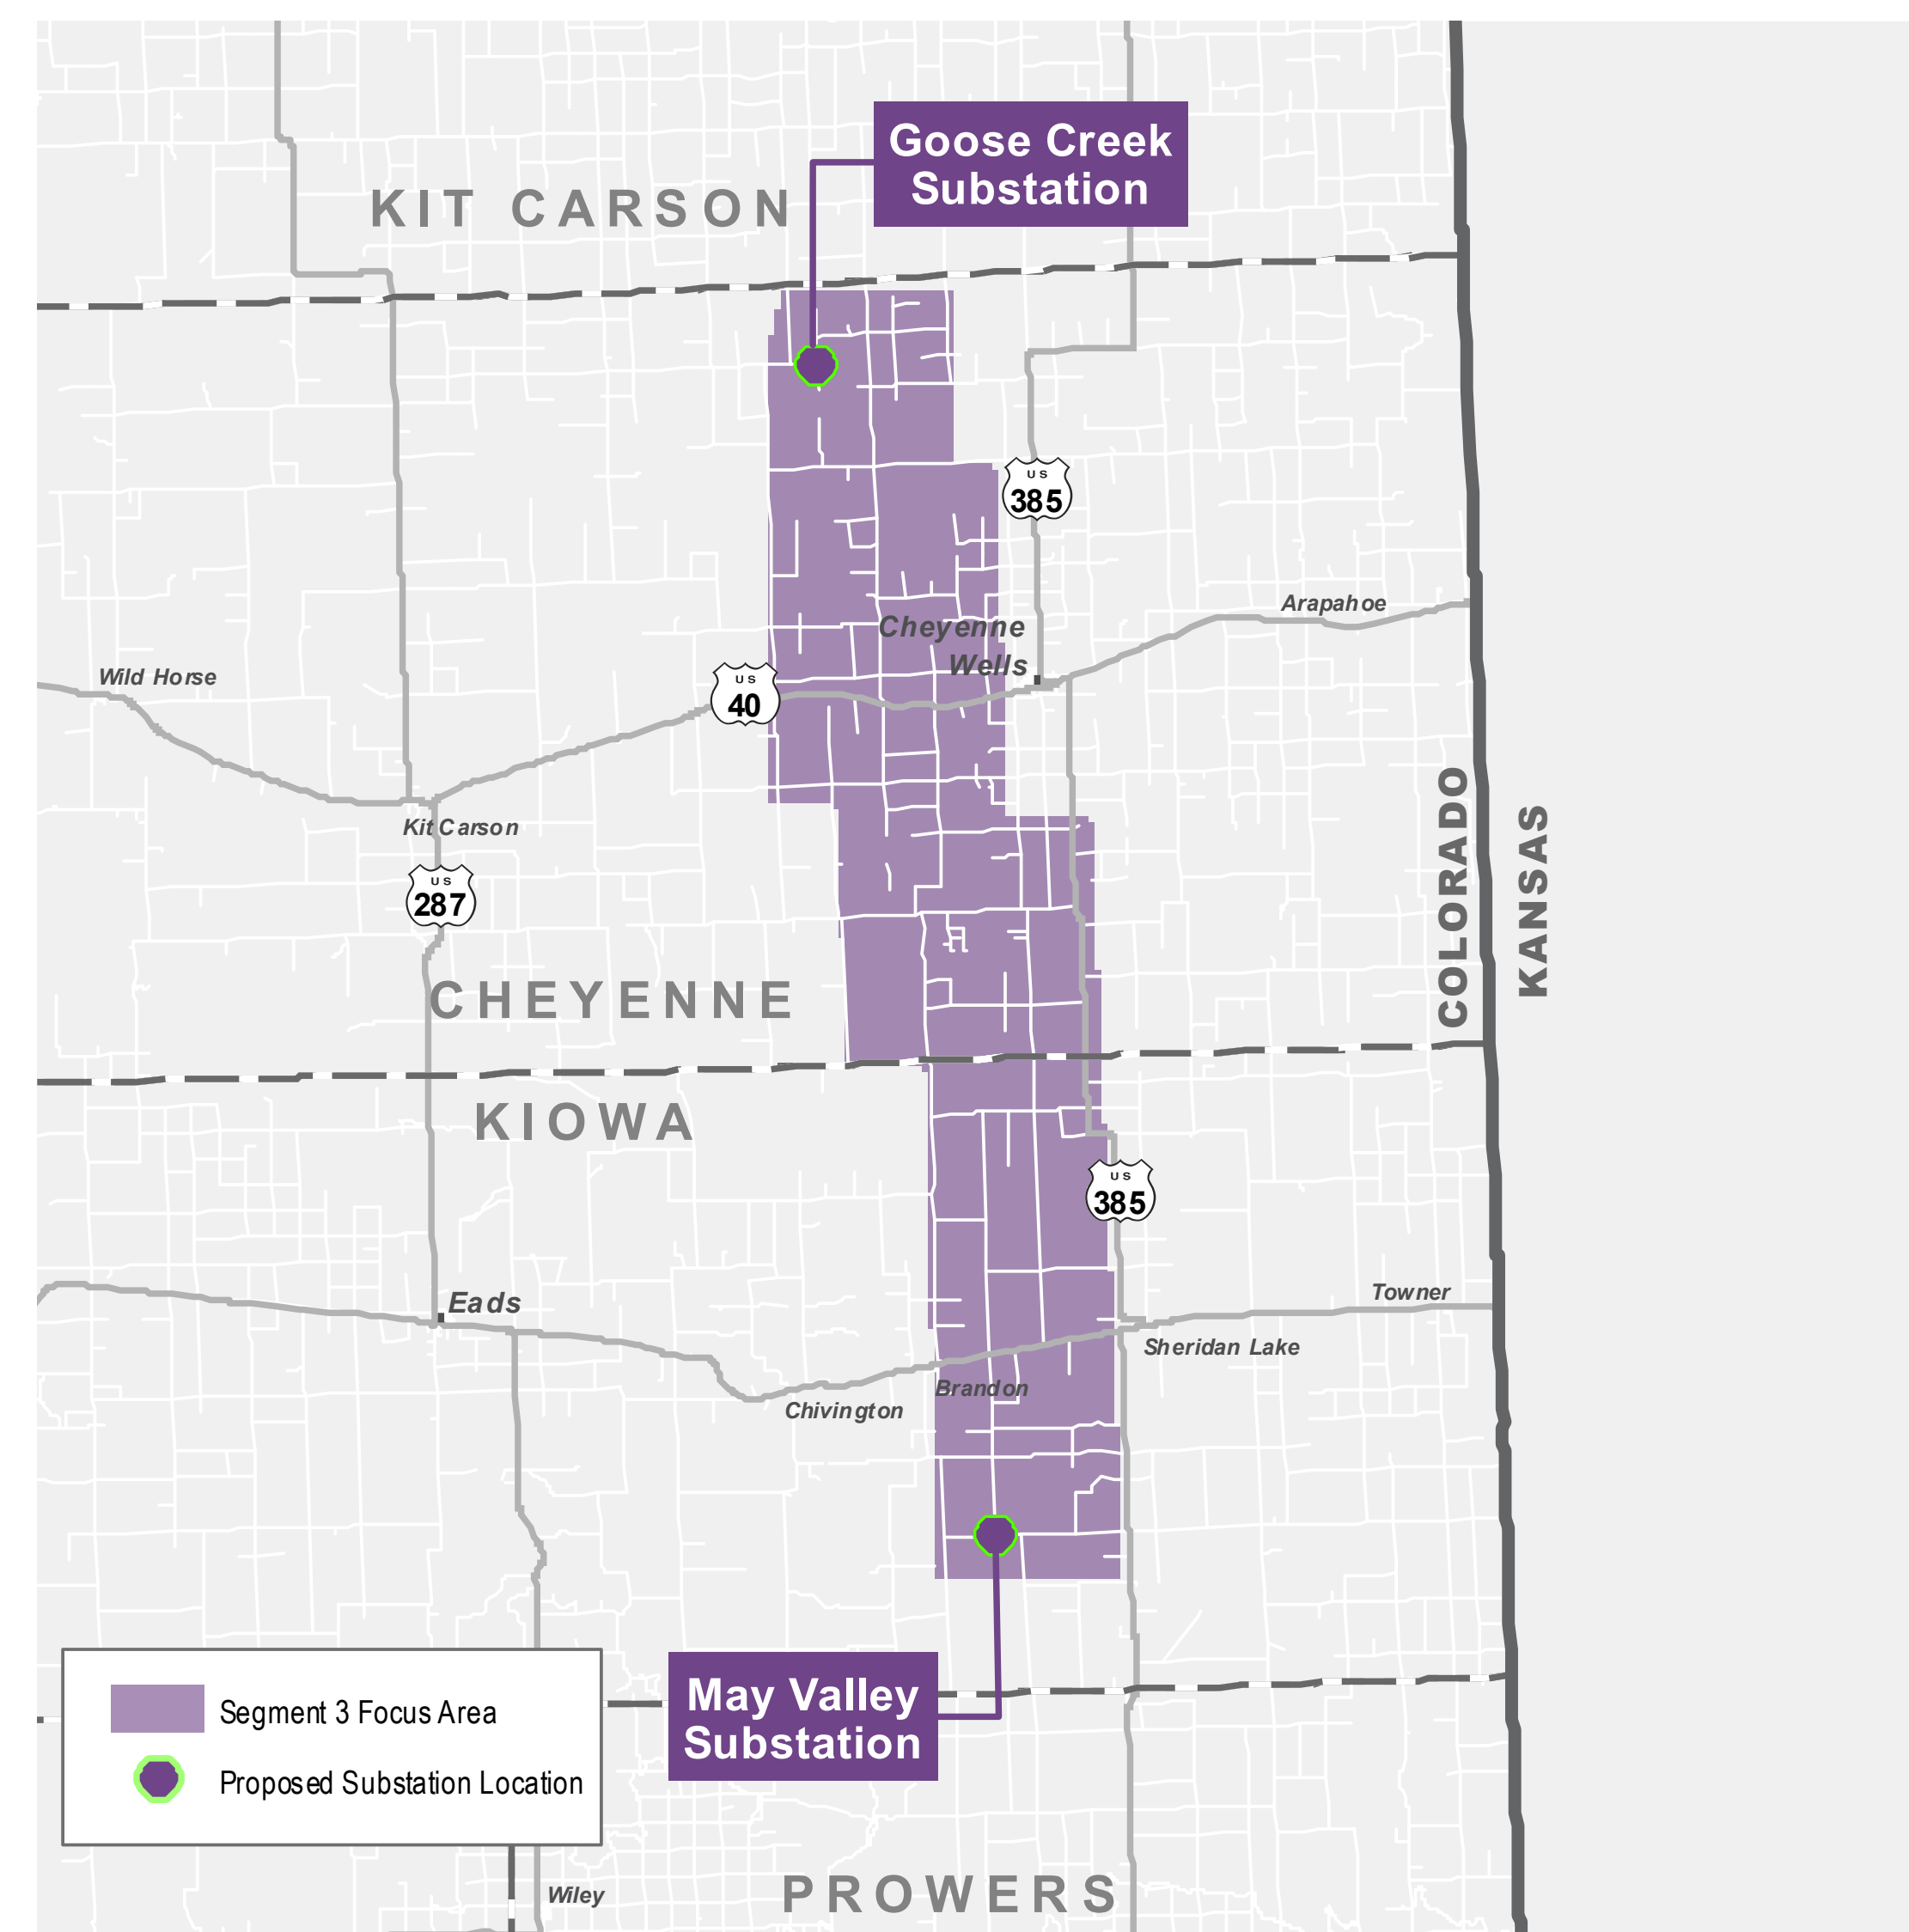 Goose Creek
Substation
KIT CARSON
US
385
Arapahoe
Cheyenne
Wells
Wild Horse
US
40
Kit Carson
US
287
COLORADO
KANSAS
CHEYENNE
KIOWA
US
385
Eads
Towner
Sheridan Lake
Brandon
Chivington
May Valley
Substation
Segment 3 Focus Area
Proposed Substation Location
PROWERS
Wiley